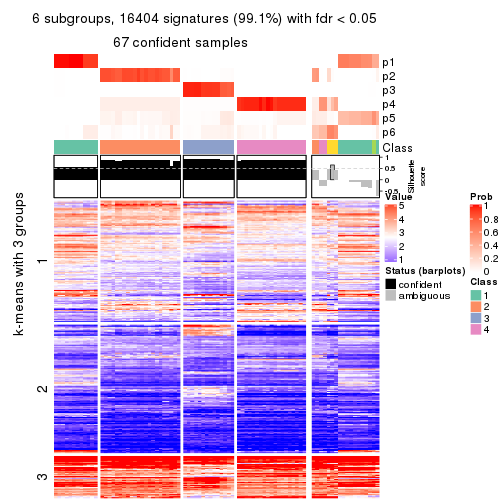 6 subgroups, 16404 signatures (99.1%) with fdr < 0.05
67 confident samples
p1
p2
p3
p4
p5
p6
Class
1
0.5
0
-0.5
Silhouette
score
k-means with 3 groups
1
2
3
Value
5
4
3
2
1
Status (barplots)
confident
ambiguous
Prob
1
0.8
0.6
0.4
0.2
0
Class
1
2
3
4